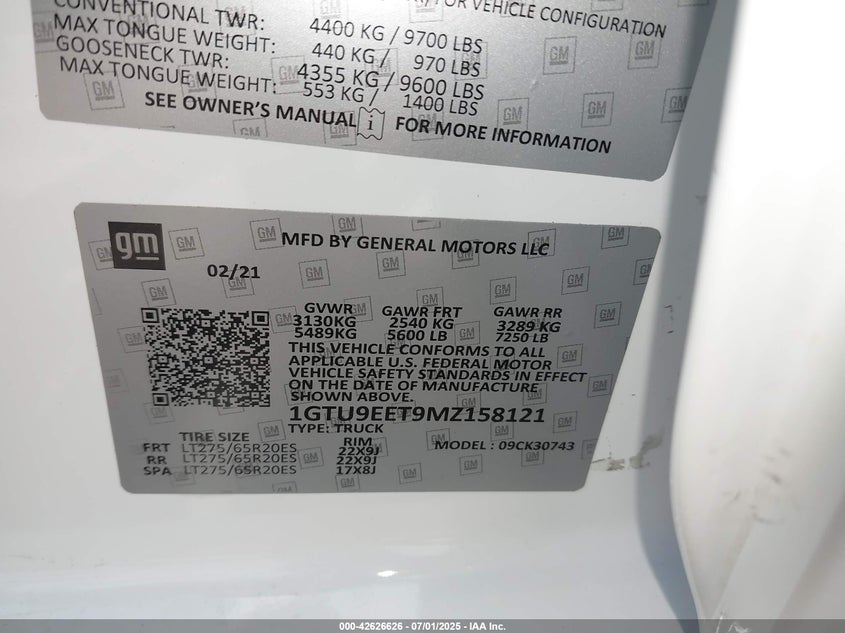 OR VEHICLE CONFIGURATION
CONVENTIONAL TWR: 4400 KG / 9700 LBS
MAX TONGUE WEIGHT: 440 KG / 970 LBS
GOOSENECK TWR: 4355 KG / 9600 LBS
MAX TONGUE WEIGHT: 553 KG / 1400 LBS
SEE OWNER'S MANUAL i FOR MORE INFORMATION
gm
MFD BY GENERAL MOTORS LLC
02/21
GVWR GAWR FRT GAWR RR
3130KG 2540 KG 3289 KG
5489KG 5600 LB 7250 LB
THIS VEHICLE CONFORMS TO ALL
APPLICABLE U.S. FEDERAL MOTOR
VEHICLE SAFETY STANDARDS IN EFFECT
ON THE DATE OF MANUFACTURE
SHOWN ABOVE.
1GTU9EET9MZ158121
TYPE: TRUCK
TIRE SIZE RIM MODEL : 09CK30743
FRT LT275/65R20ES 22X9J
RR LT275/65R20ES 22X9J
SPA LT275/65R20ES 17X8J
000-42626626 - 07/01/2025 - IAA Inc.